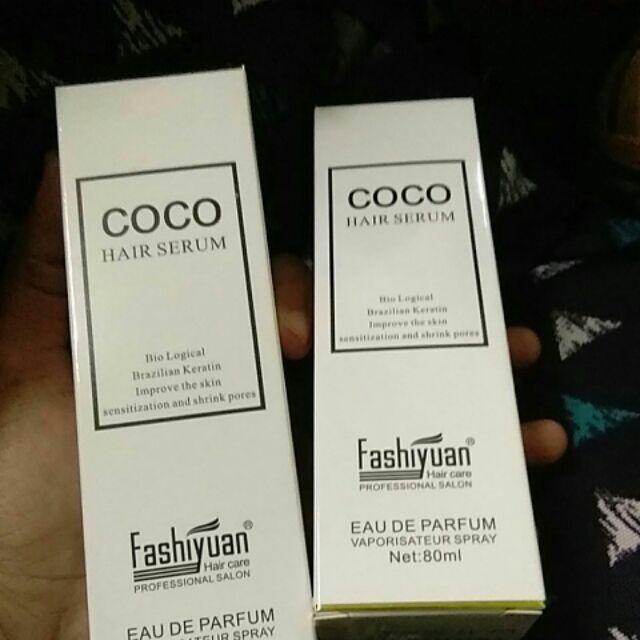 COCO
HAIR SERUM
Bio Logical
Brazilian Keratin
Improve the skin
sensitization and shrink pores
Fashiyuan®
Hair care
PROFESSIONAL SALON
EAU DE PARFUM
SATEUR SPRAY
COCO
HAIR SERUM
Bio Logical
Brazilian Keratin
Improve the skin
sensitization and shrink pores
Fashiyuan®
Hair care
PROFESSIONAL SALON
EAU DE PARFUM
VAPORISATEUR SPRAY
Net:80ml